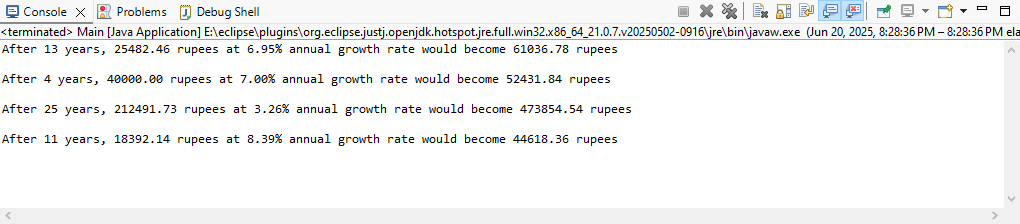 Console Problems Debug Shell
<terminated> Main [Java Application] E:\eclipse\plugins\org.eclipse.justj.openjdk.hotspot.jre.full.win32.x86_64_21.0.7.v20250502-0916\jre\bin\javaw.exe (Jun 20, 2025, 8:28:36 PM – 8:28:36 PM ela
After 13 years, 25482.46 rupees at 6.95% annual growth rate would become 61036.78 rupees
After 4 years, 40000.00 rupees at 7.00% annual growth rate would become 52431.84 rupees
After 25 years, 212491.73 rupees at 3.26% annual growth rate would become 473854.54 rupees
After 11 years, 18392.14 rupees at 8.39% annual growth rate would become 44618.36 rupees